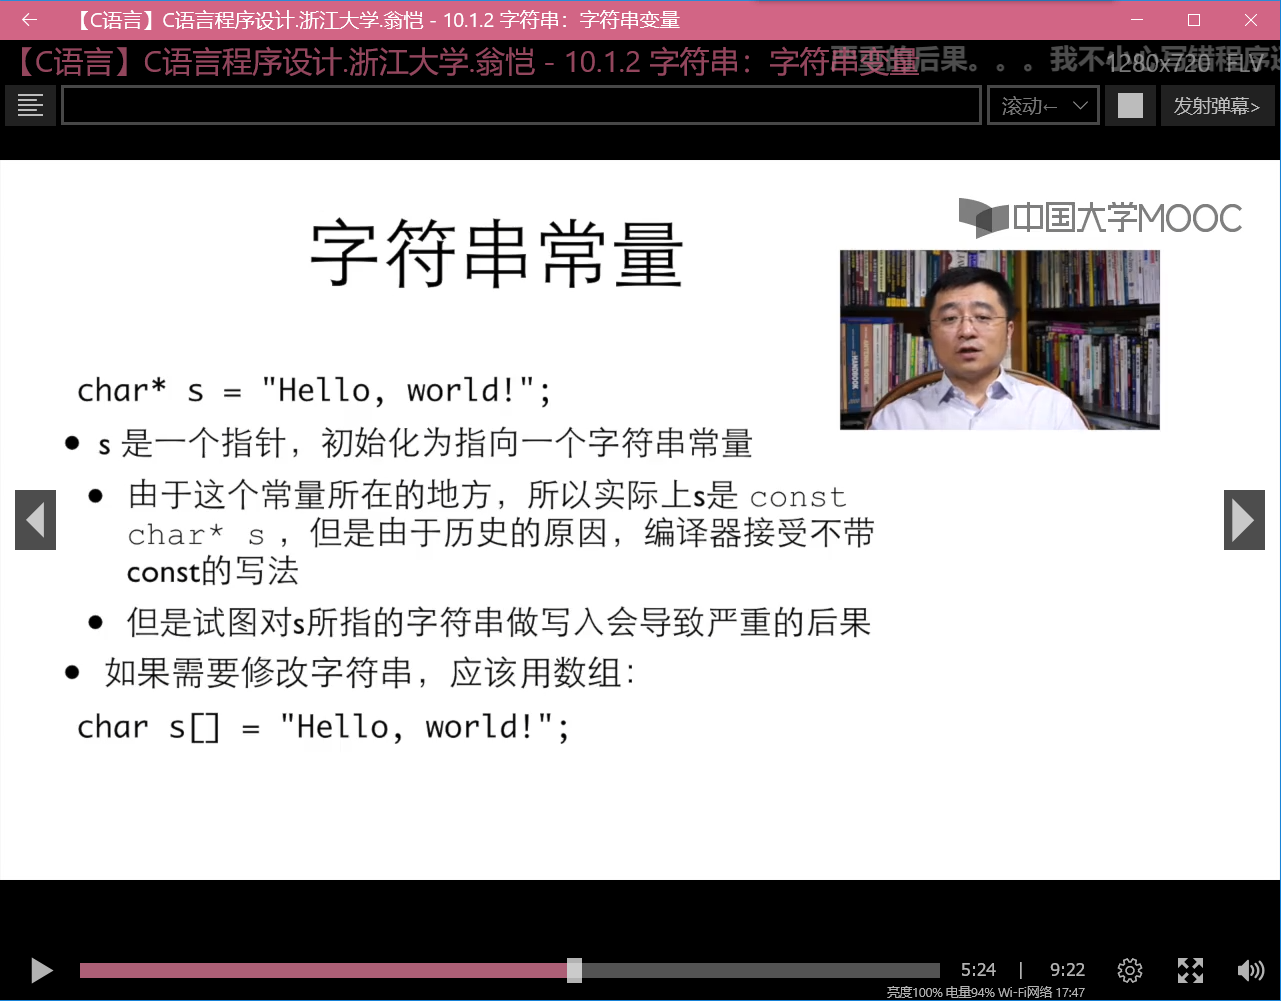 【C语言】C语言程序设计.浙江大学.翁恺 - 10.1.2 字符串：字符串变量
【C语言】C语言程序设计.浙江大学.翁恺 - 10.1.2 字符串：字符串变量
严重的后果。。。我不小心写错程序
1280x720 FLV
滚动←
发射弹幕>
中国大学MOOC
字符串常量
char* s = "Hello, world!";
• s 是一个指针，初始化为指向一个字符串常量
• 由于这个常量所在的地方，所以实际上s是 const
char* s ，但是由于历史的原因，编译器接受不带
const的写法
• 但是试图对s所指的字符串做写入会导致严重的后果
• 如果需要修改字符串，应该用数组：
char s[] = "Hello, world!";
5:24 | 9:22
亮度100% 电量94% Wi-Fi网络 17:47